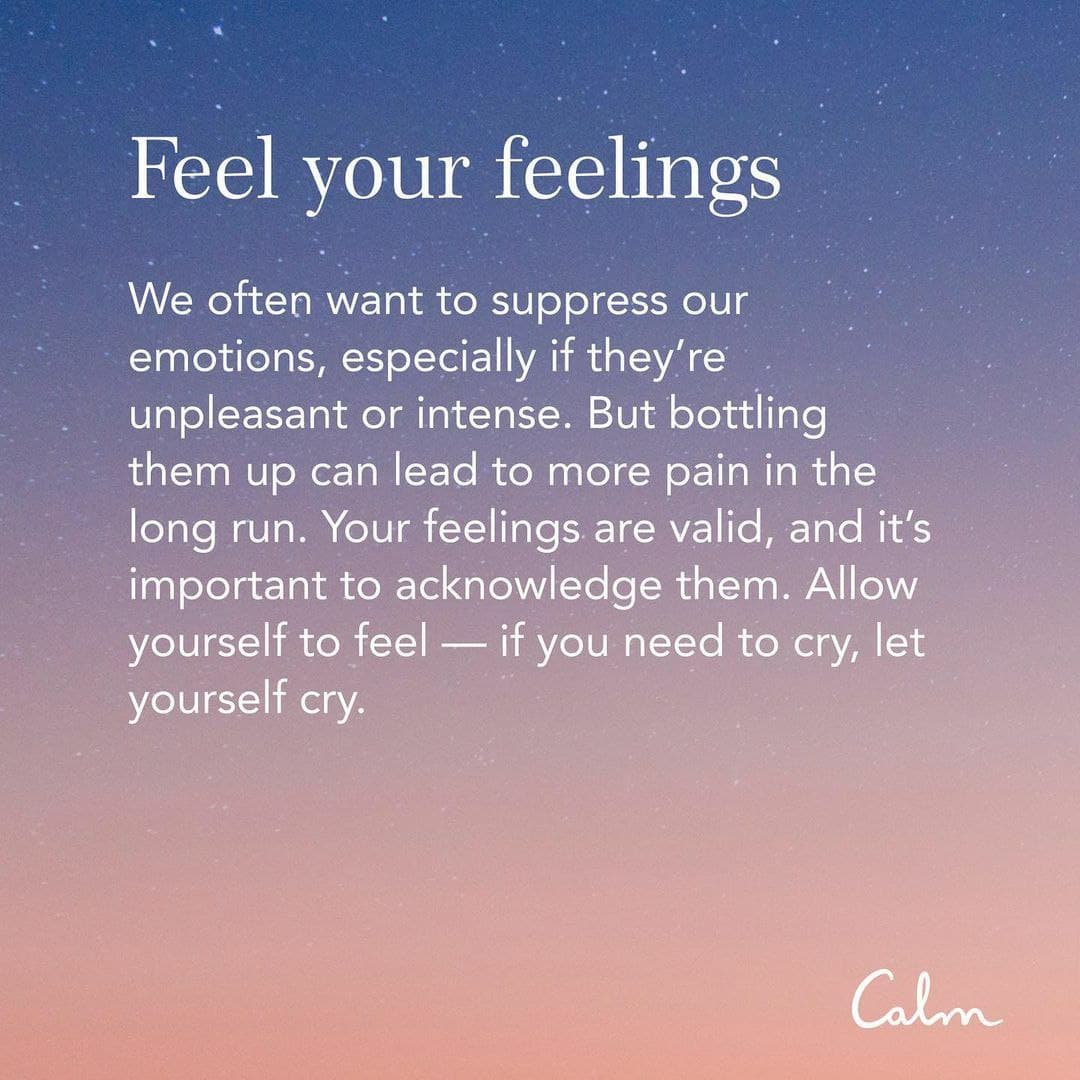 Feel your feelings
We often want to suppress our
emotions, especially if they’re
unpleasant or intense. But bottling
them up can lead to more pain in the
long run. Your feelings are valid, and it’s
important to acknowledge them. Allow
yourself to feel — if you need to cry, let
yourself cry.
Calm